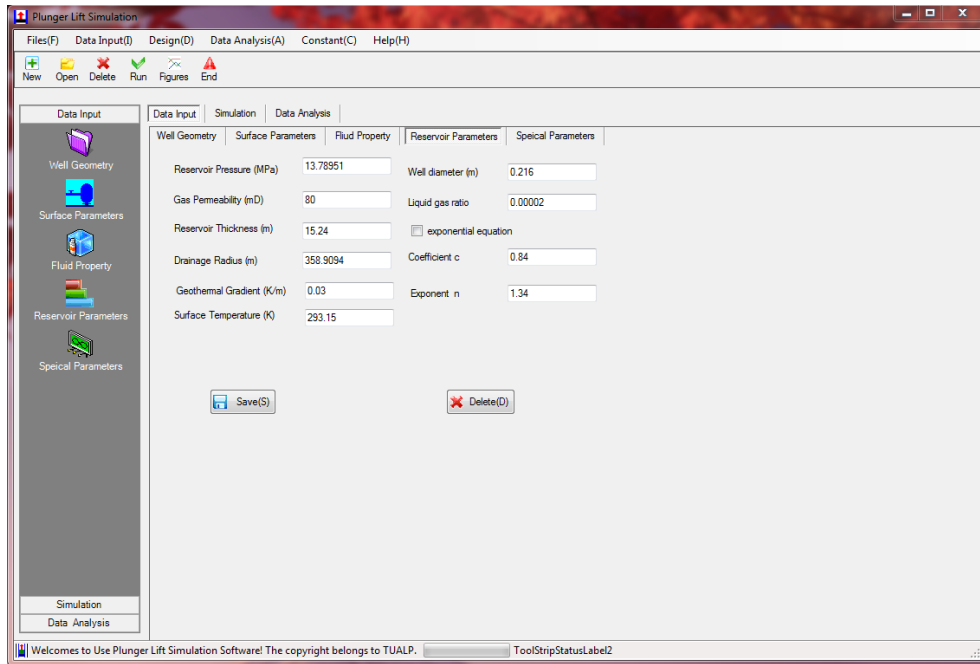 Plunger Lift Simulation
Files(F) Data Input(I) Design(D) Data Analysis(A) Constant(C) Help(H)
New Open Delete Run Figures End
Data Input
Well Geometry
Surface Parameters
Fluid Property
Reservoir Parameters
Speical Parameters
Simulation
Data Analysis
Data Input Simulation Data Analysis
Well Geometry Surface Parameters Fliud Property Reservoir Parameters Speical Parameters
Reservoir Pressure (MPa) 13.78951 Well diameter (m) 0.216
Gas Permeability (mD) 80 Liquid gas ratio 0.00002
Reservoir Thickness (m) 15.24 exponential equation
Drainage Radius (m) 358.9094 Coefficient c 0.84
Geothermal Gradient (K/m) 0.03 Exponent n 1.34
Surface Temperature (K) 293.15
Save(S) Delete(D)
Welcomes to Use Plunger Lift Simulation Software! The copyright belongs to TUALP. ToolStripStatusLabel2